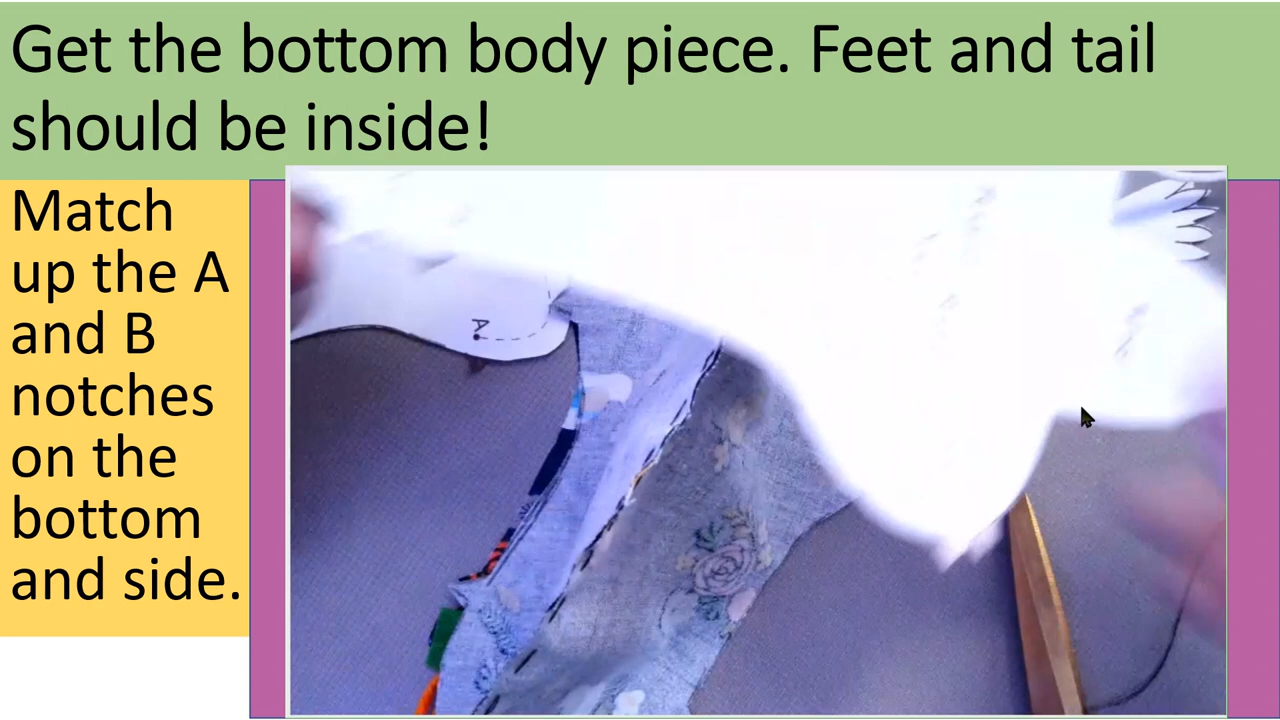 Get the bottom body piece. Feet and tail
should be inside!
Match
up the A
and B
notches
on the
bottom
and side.
A